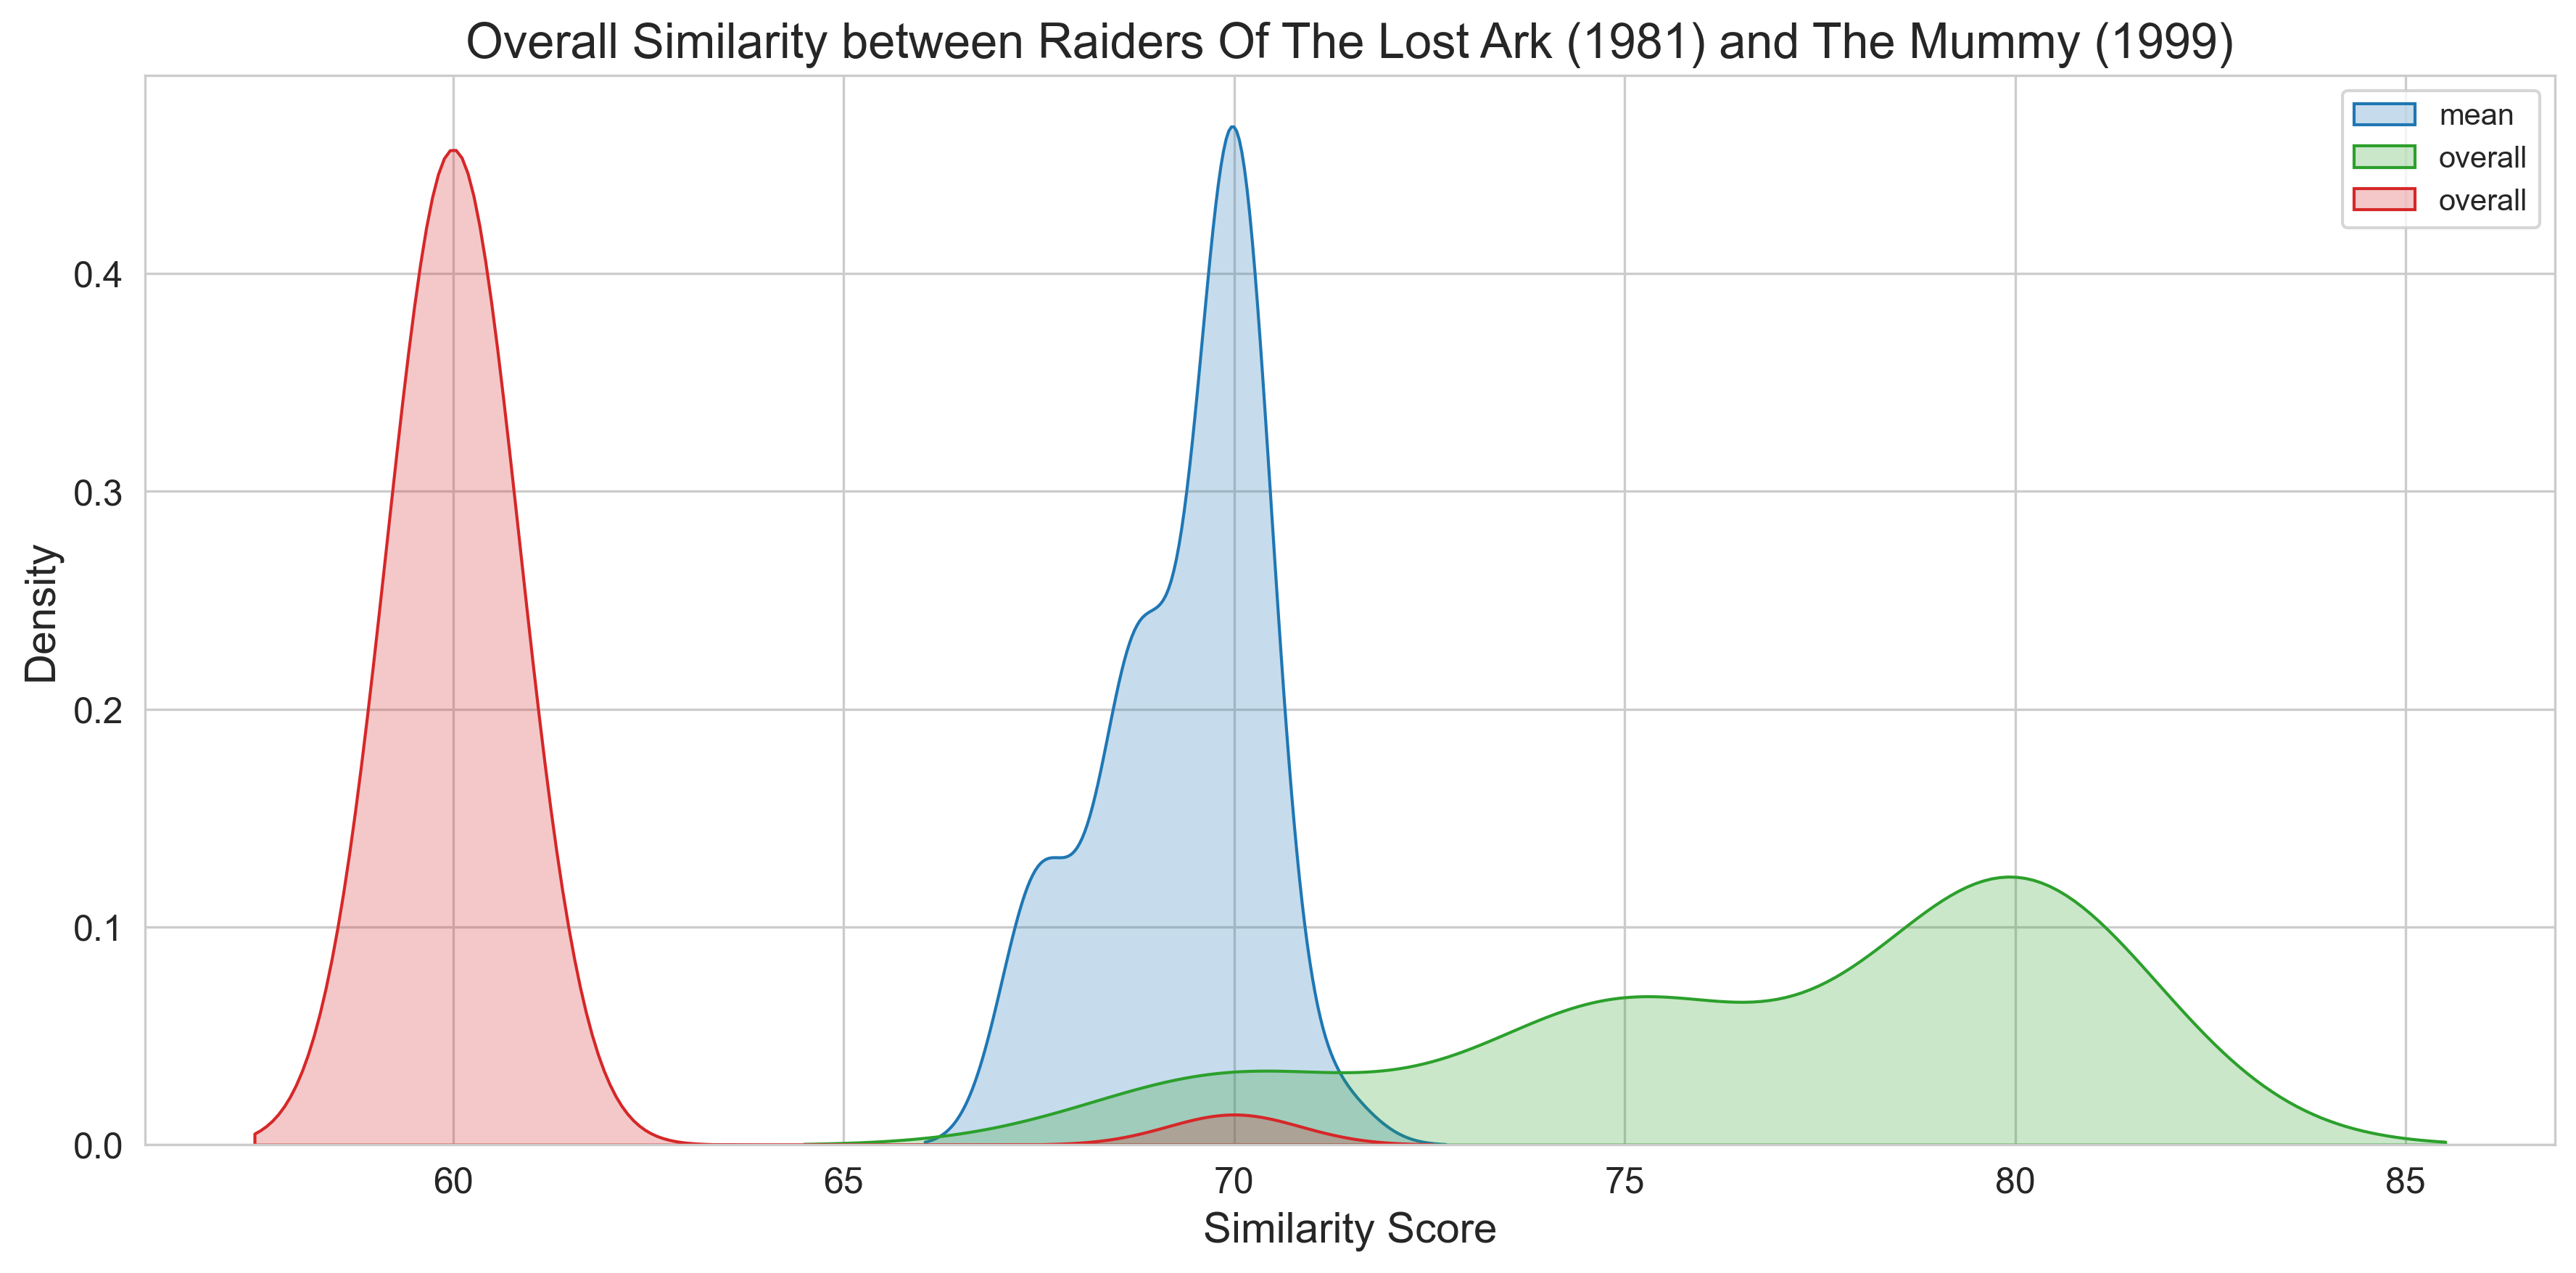 Overall Similarity between Raiders Of The Lost Ark (1981) and The Mummy (1999)
mean
overall
overall
Density
0.4
0.3
0.2
0.1
0.0
60 65 70 75 80 85
Similarity Score